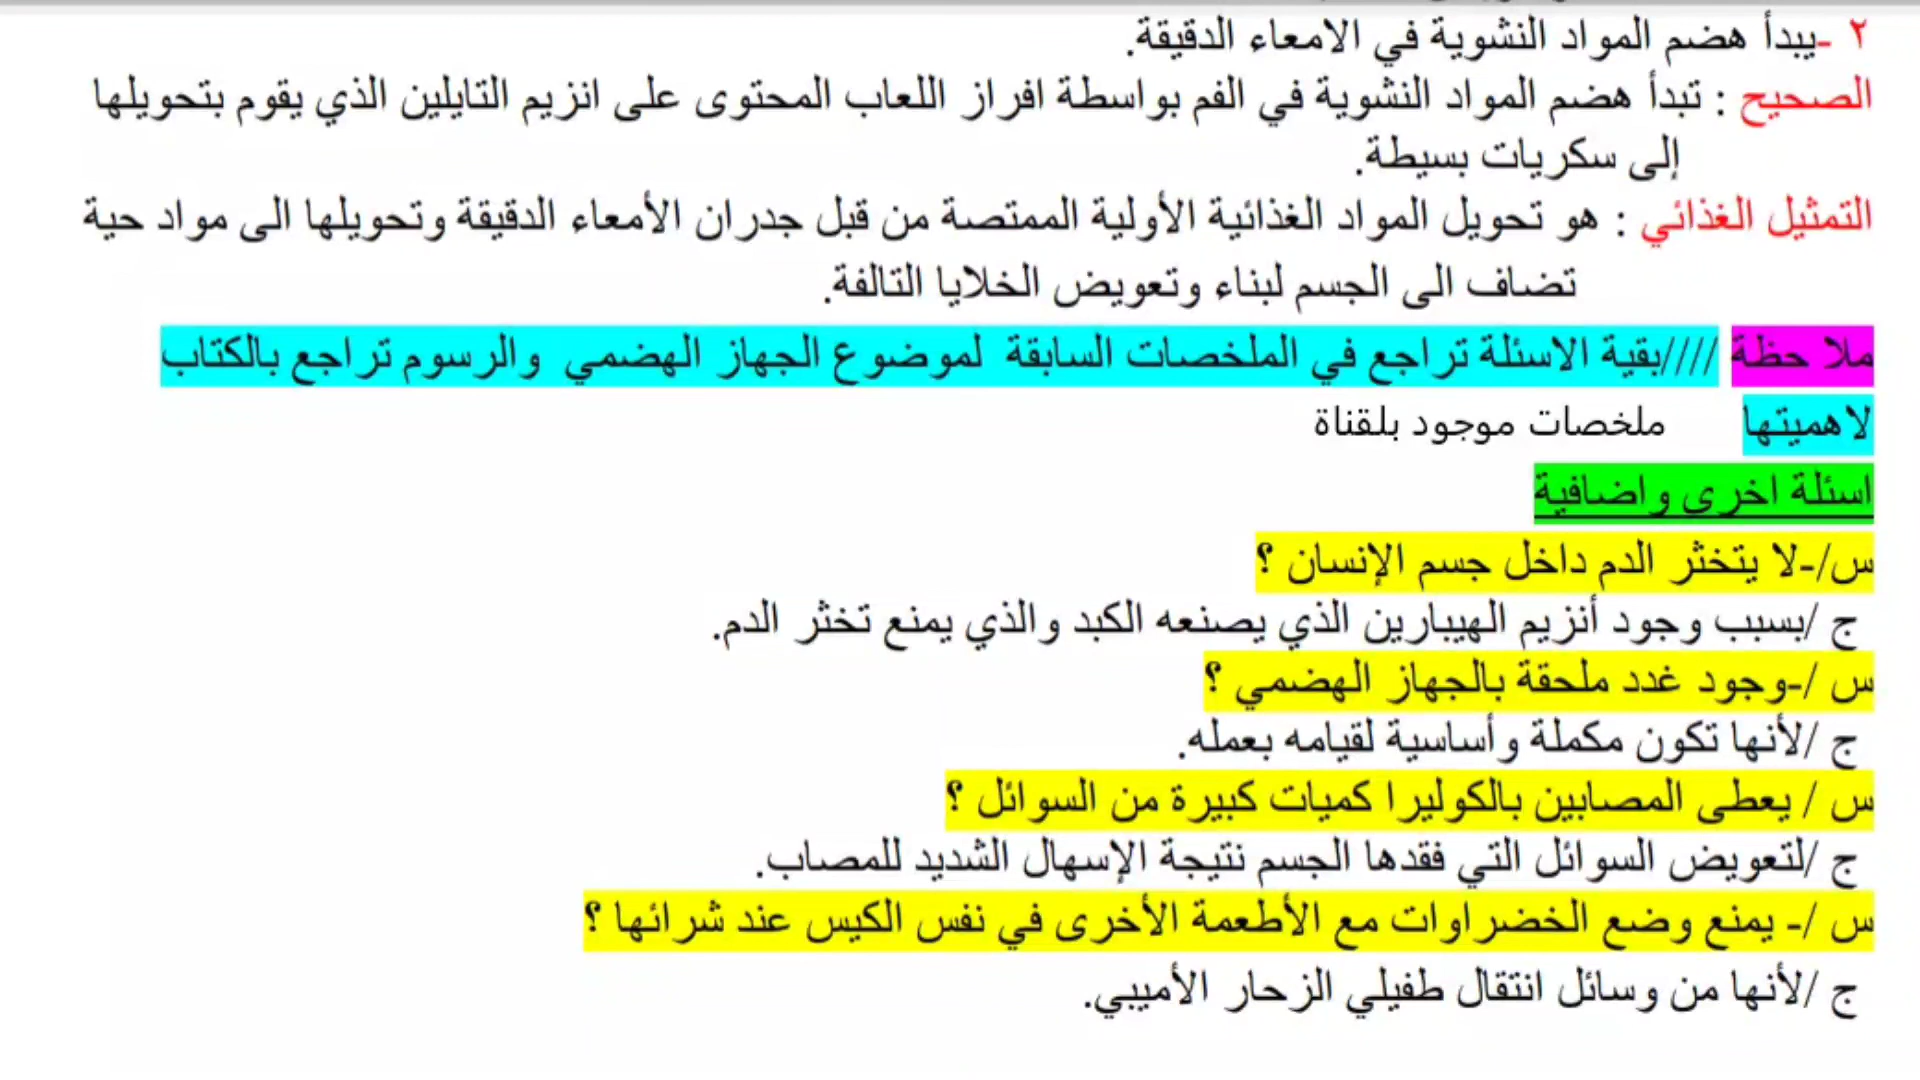 ٢ -يبدأ هضم المواد النشوية في الامعاء الدقيقة.
الصحيح : تبدأ هضم المواد النشوية في الفم بواسطة افراز اللعاب المحتوى على انزيم التايلين الذي يقوم بتحويلها
إلى سكريات بسيطة.
التمثيل الغذائي : هو تحويل المواد الغذائية الأولية الممتصة من قبل جدران الأمعاء الدقيقة وتحويلها الى مواد حية
تضاف الى الجسم لبناء وتعويض الخلايا التالفة.
ملا حظة ////بقية الاسئلة تراجع في الملخصات السابقة لموضوع الجهاز الهضمي والرسوم تراجع بالكتاب
لاهميتها ملخصات موجود بلقناة
اسئلة اخرى واضافية
س/-لا يتخثر الدم داخل جسم الإنسان ؟
ج /بسبب وجود أنزيم الهيبارين الذي يصنعه الكبد والذي يمنع تخثر الدم.
س /-وجود غدد ملحقة بالجهاز الهضمي ؟
ج /لأنها تكون مكملة وأساسية لقيامه بعمله.
س / يعطى المصابين بالكوليرا كميات كبيرة من السوائل ؟
ج /لتعويض السوائل التي فقدها الجسم نتيجة الإسهال الشديد للمصاب.
س /- يمنع وضع الخضراوات مع الأطعمة الأخرى في نفس الكيس عند شرائها ؟
ج /لأنها من وسائل انتقال طفيلي الزحار الأميبي.